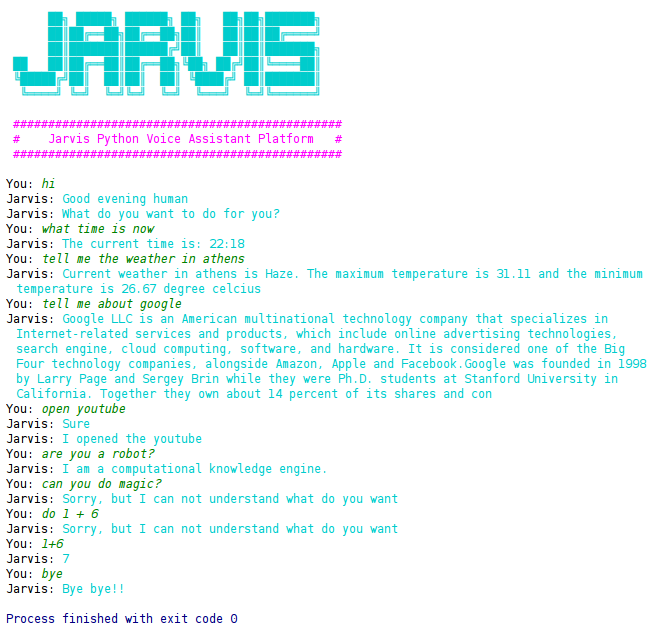 JARVIS
###############################################
#    Jarvis Python Voice Assistant Platform   #
###############################################
You: hi
Jarvis: Good evening human
Jarvis: What do you want to do for you?
You: what time is now
Jarvis: The current time is: 22:18
You: tell me the weather in athens
Jarvis: Current weather in athens is Haze. The maximum temperature is 31.11 and the minimum
temperature is 26.67 degree celcius
You: tell me about google
Jarvis: Google LLC is an American multinational technology company that specializes in
Internet-related services and products, which include online advertising technologies,
search engine, cloud computing, software, and hardware. It is considered one of the Big
Four technology companies, alongside Amazon, Apple and Facebook.Google was founded in 1998
by Larry Page and Sergey Brin while they were Ph.D. students at Stanford University in
California. Together they own about 14 percent of its shares and con
You: open youtube
Jarvis: Sure
Jarvis: I opened the youtube
You: are you a robot?
Jarvis: I am a computational knowledge engine.
You: can you do magic?
Jarvis: Sorry, but I can not understand what do you want
You: do 1 + 6
Jarvis: Sorry, but I can not understand what do you want
You: 1+6
Jarvis: 7
You: bye
Jarvis: Bye bye!!
Process finished with exit code 0